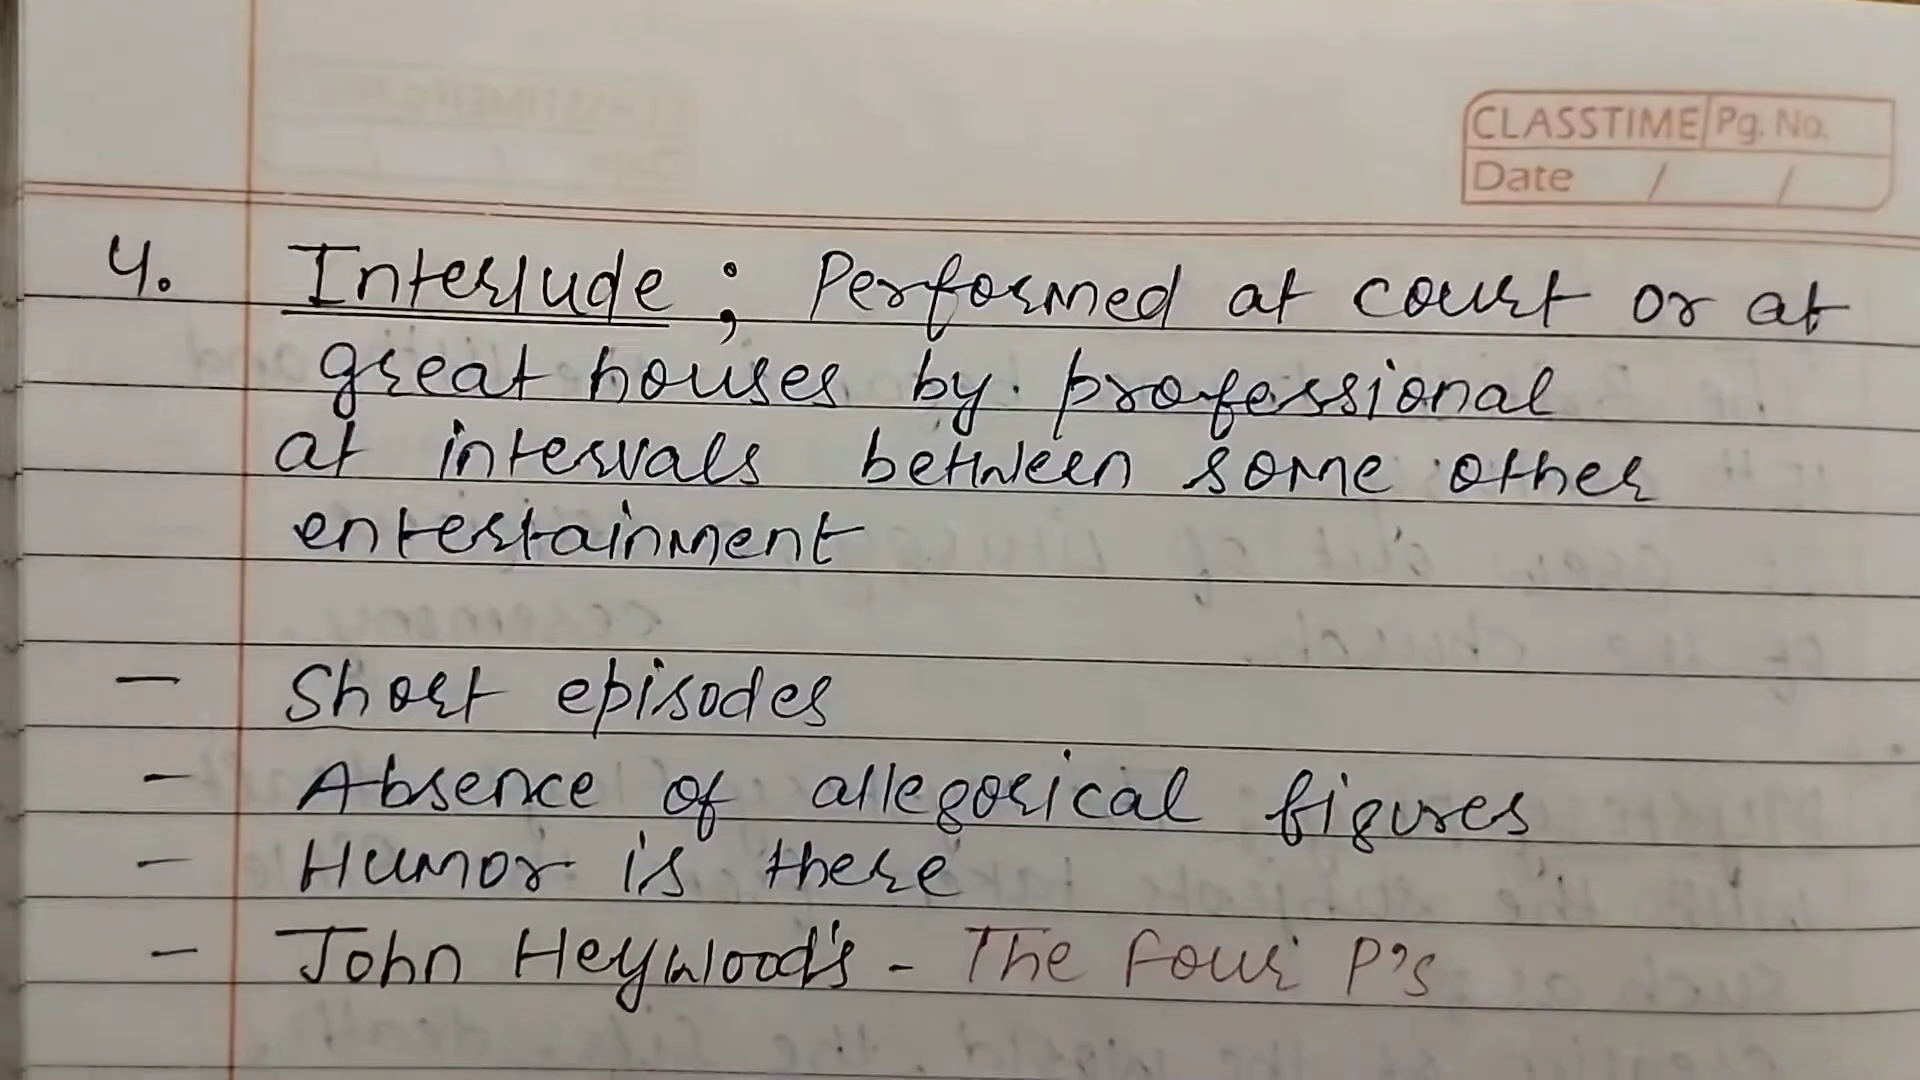 CLASSTIME Pg. No.
Date / /
4. Interlude ; Performed at court or at
great houses by professional
at intervals between some other
entertainment
- Short episodes
- Absence of allegorical figures
- Humor is there
- John Heywood's - The Four P's